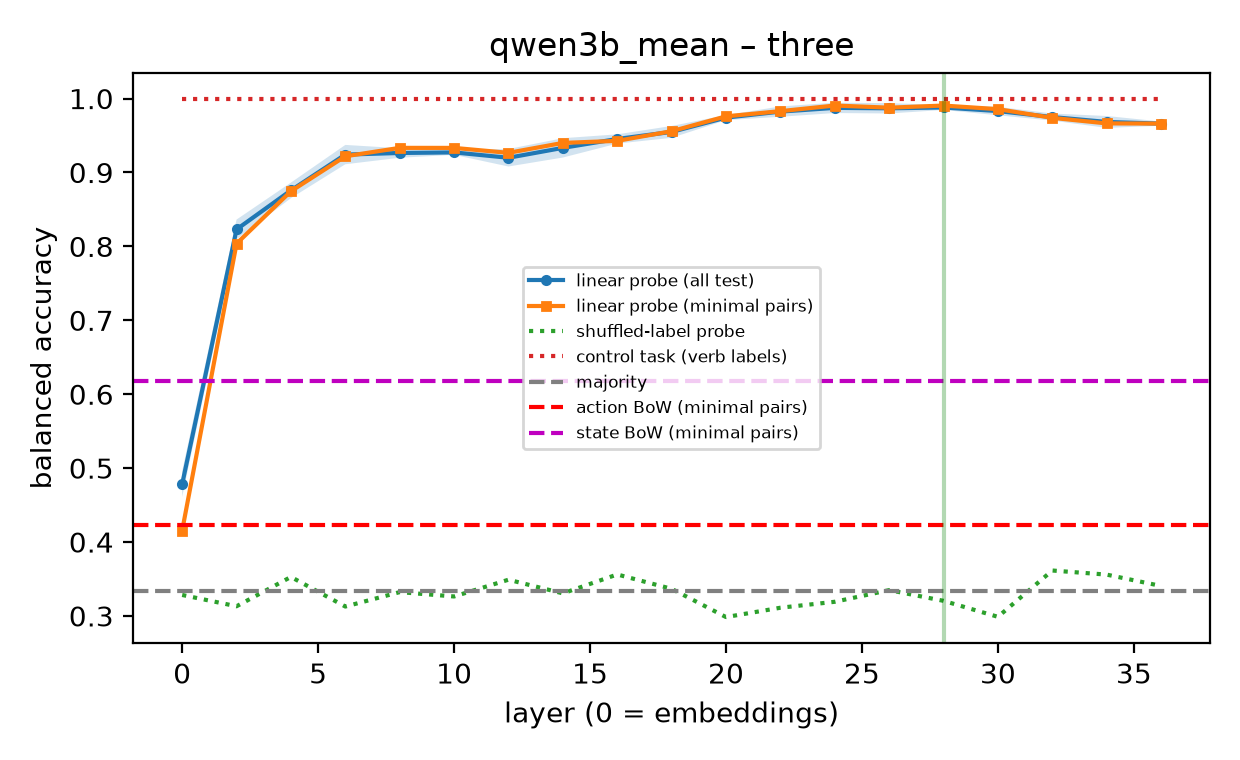 qwen3b_mean – three
balanced accuracy
1.0
0.9
0.8
0.7
0.6
0.5
0.4
0.3
linear probe (all test)
linear probe (minimal pairs)
shuffled-label probe
control task (verb labels)
majority
action BoW (minimal pairs)
state BoW (minimal pairs)
0 5 10 15 20 25 30 35
layer (0 = embeddings)